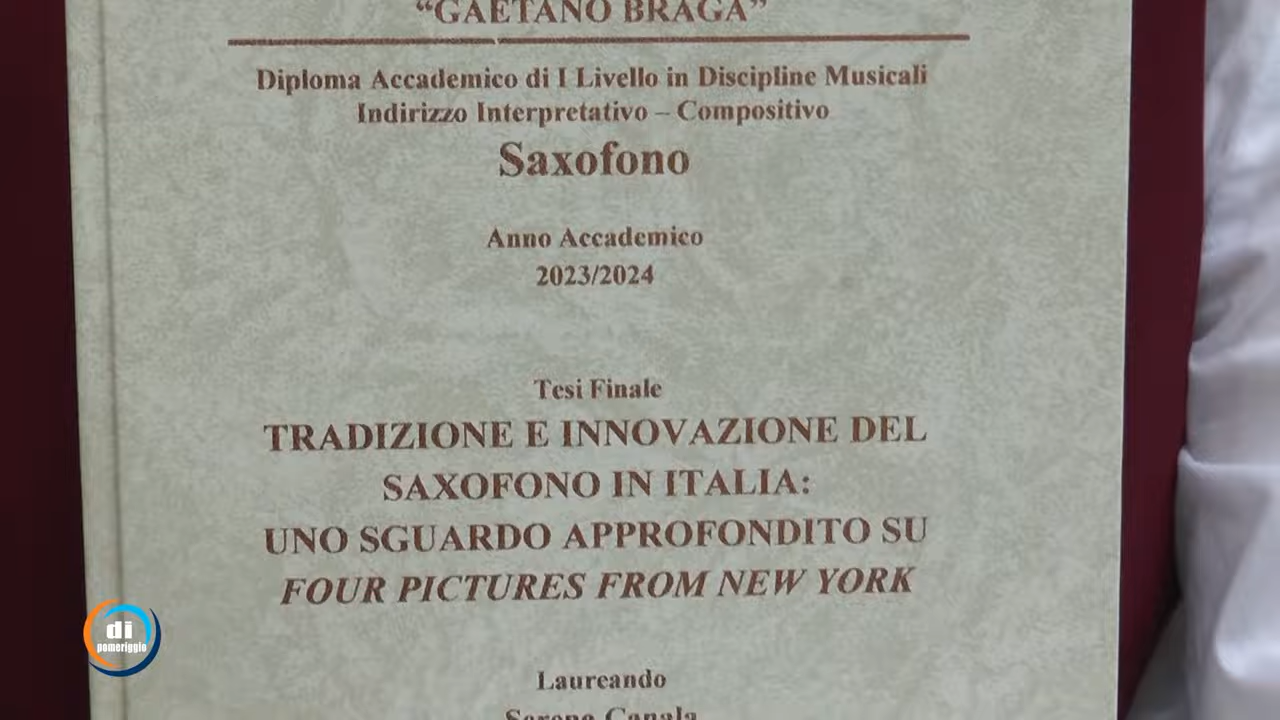 “GAETANO BRAGA”
Diploma Accademico di I Livello in Discipline Musicali
Indirizzo Interpretativo – Compositivo
Saxofono
Anno Accademico
2023/2024
Tesi Finale
TRADIZIONE E INNOVAZIONE DEL
SAXOFONO IN ITALIA:
UNO SGUARDO APPROFONDITO SU
FOUR PICTURES FROM NEW YORK
di
pomeriggio
Laureando